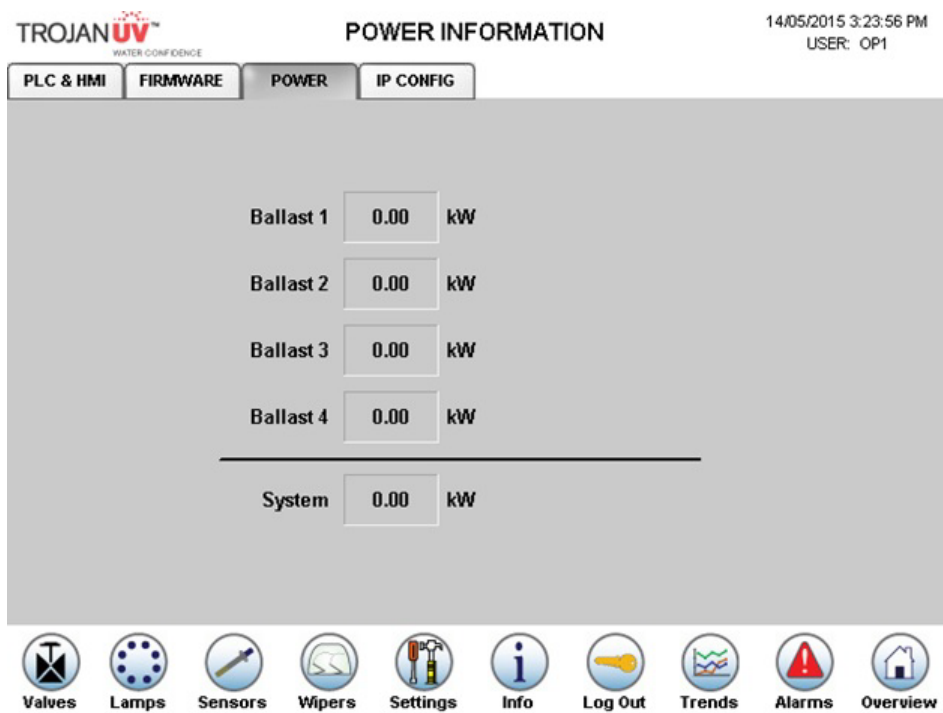 TROJANUV™
WATER CONFIDENCE
POWER INFORMATION
14/05/2015 3:23:56 PM
USER: OP1
PLC & HMI
FIRMWARE
POWER
IP CONFIG
Ballast 1 0.00 kW
Ballast 2 0.00 kW
Ballast 3 0.00 kW
Ballast 4 0.00 kW
System 0.00 kW
Valves
Lamps
Sensors
Wipers
Settings
Info
Log Out
Trends
Alarms
Overview